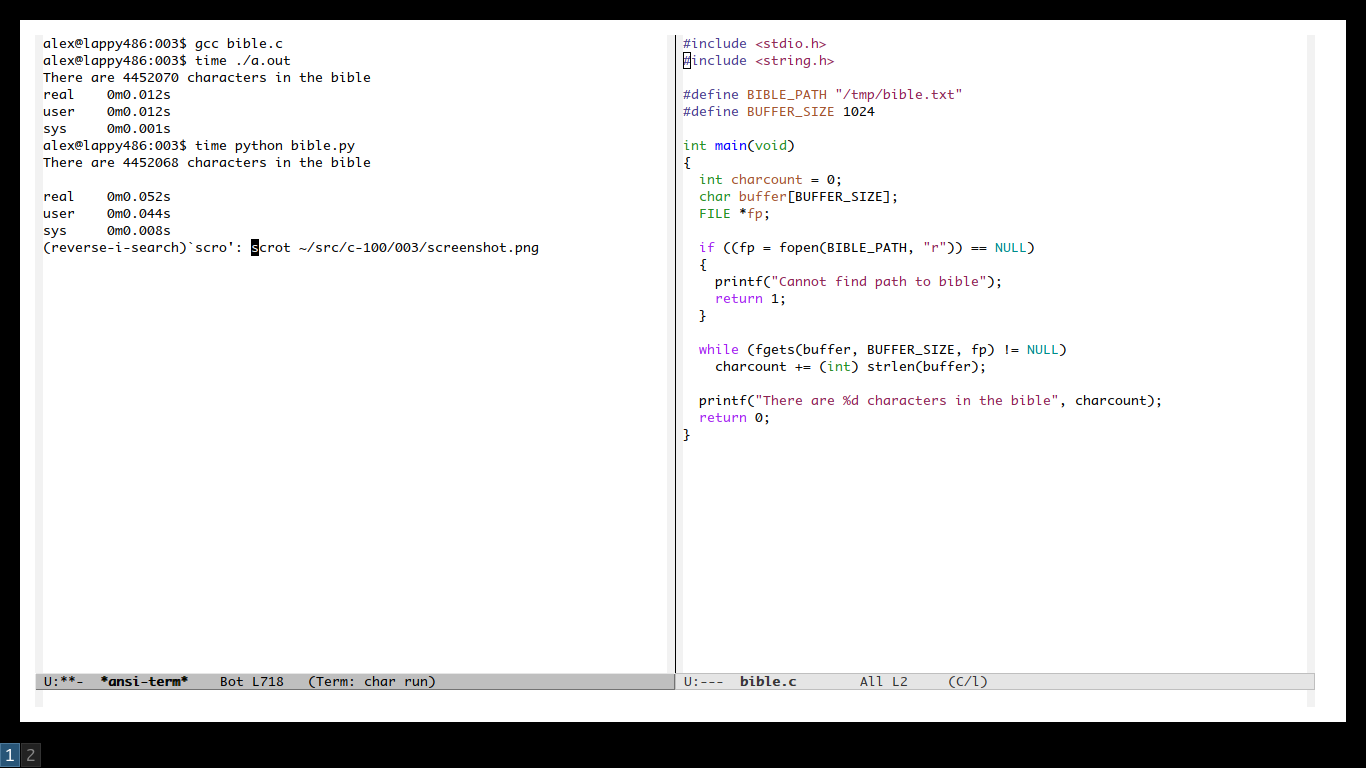 alex@lappy486:003$ gcc bible.c
alex@lappy486:003$ time ./a.out
There are 4452070 characters in the bible
real    0m0.012s
user    0m0.012s
sys     0m0.001s
alex@lappy486:003$ time python bible.py
There are 4452068 characters in the bible

real    0m0.052s
user    0m0.044s
sys     0m0.008s
(reverse-i-search)`scro': scrot ~/src/c-100/003/screenshot.png
U:**-  *ansi-term*    Bot L718   (Term: char run)
#include <stdio.h>
#include <string.h>

#define BIBLE_PATH "/tmp/bible.txt"
#define BUFFER_SIZE 1024

int main(void)
{
  int charcount = 0;
  char buffer[BUFFER_SIZE];
  FILE *fp;

  if ((fp = fopen(BIBLE_PATH, "r")) == NULL)
  {
    printf("Cannot find path to bible");
    return 1;
  }

  while (fgets(buffer, BUFFER_SIZE, fp) != NULL)
    charcount += (int) strlen(buffer);

  printf("There are %d characters in the bible", charcount);
  return 0;
}
U:---  bible.c        All L2     (C/l)
1 2